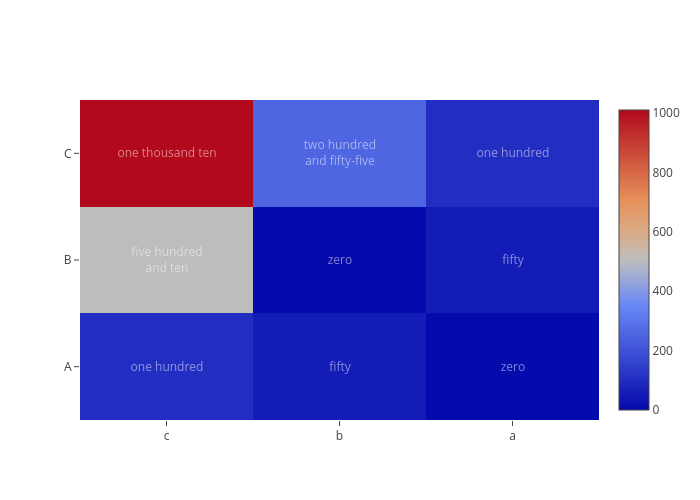 C
one thousand ten
two hundred
and fifty-five
one hundred
B
five hundred
and ten
zero
fifty
A
one hundred
fifty
zero
c
b
a
1000
800
600
400
200
0